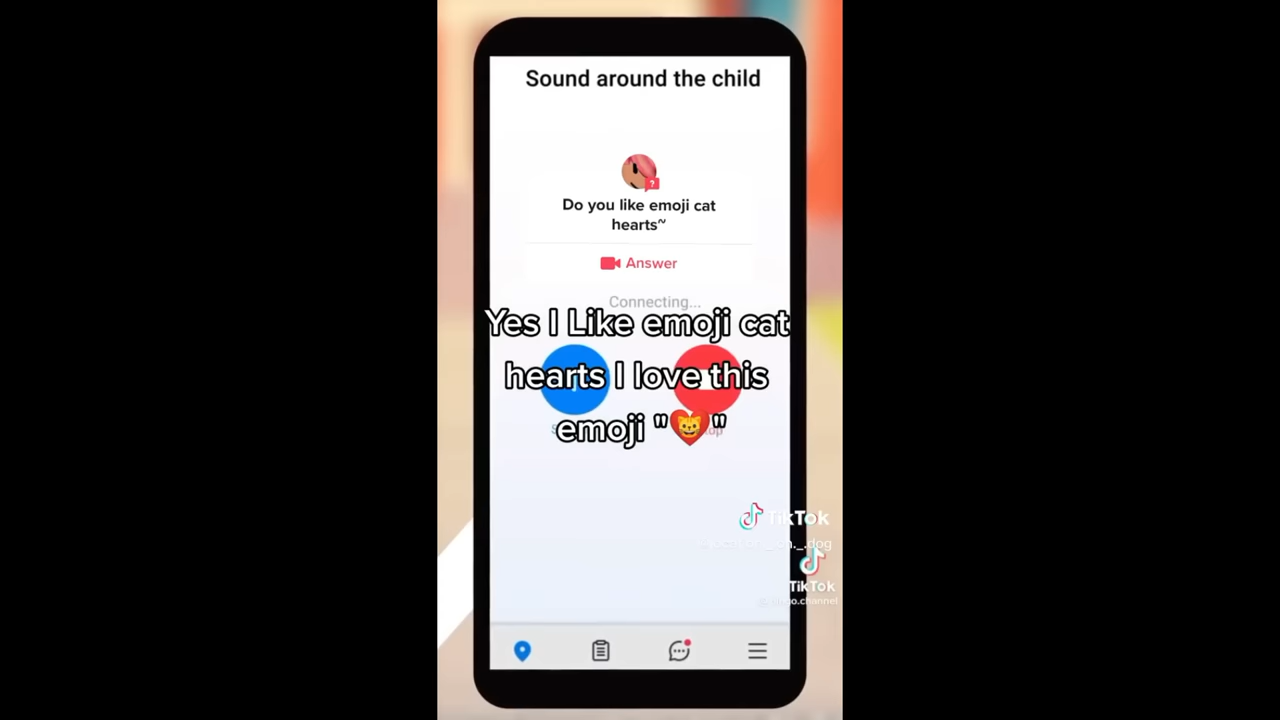 Sound around the child
Do you like emoji cat
hearts~
Answer
Connecting...
Yes I Like emoji cat
hearts I love this
emoji "😺"
TikTok
TikTok